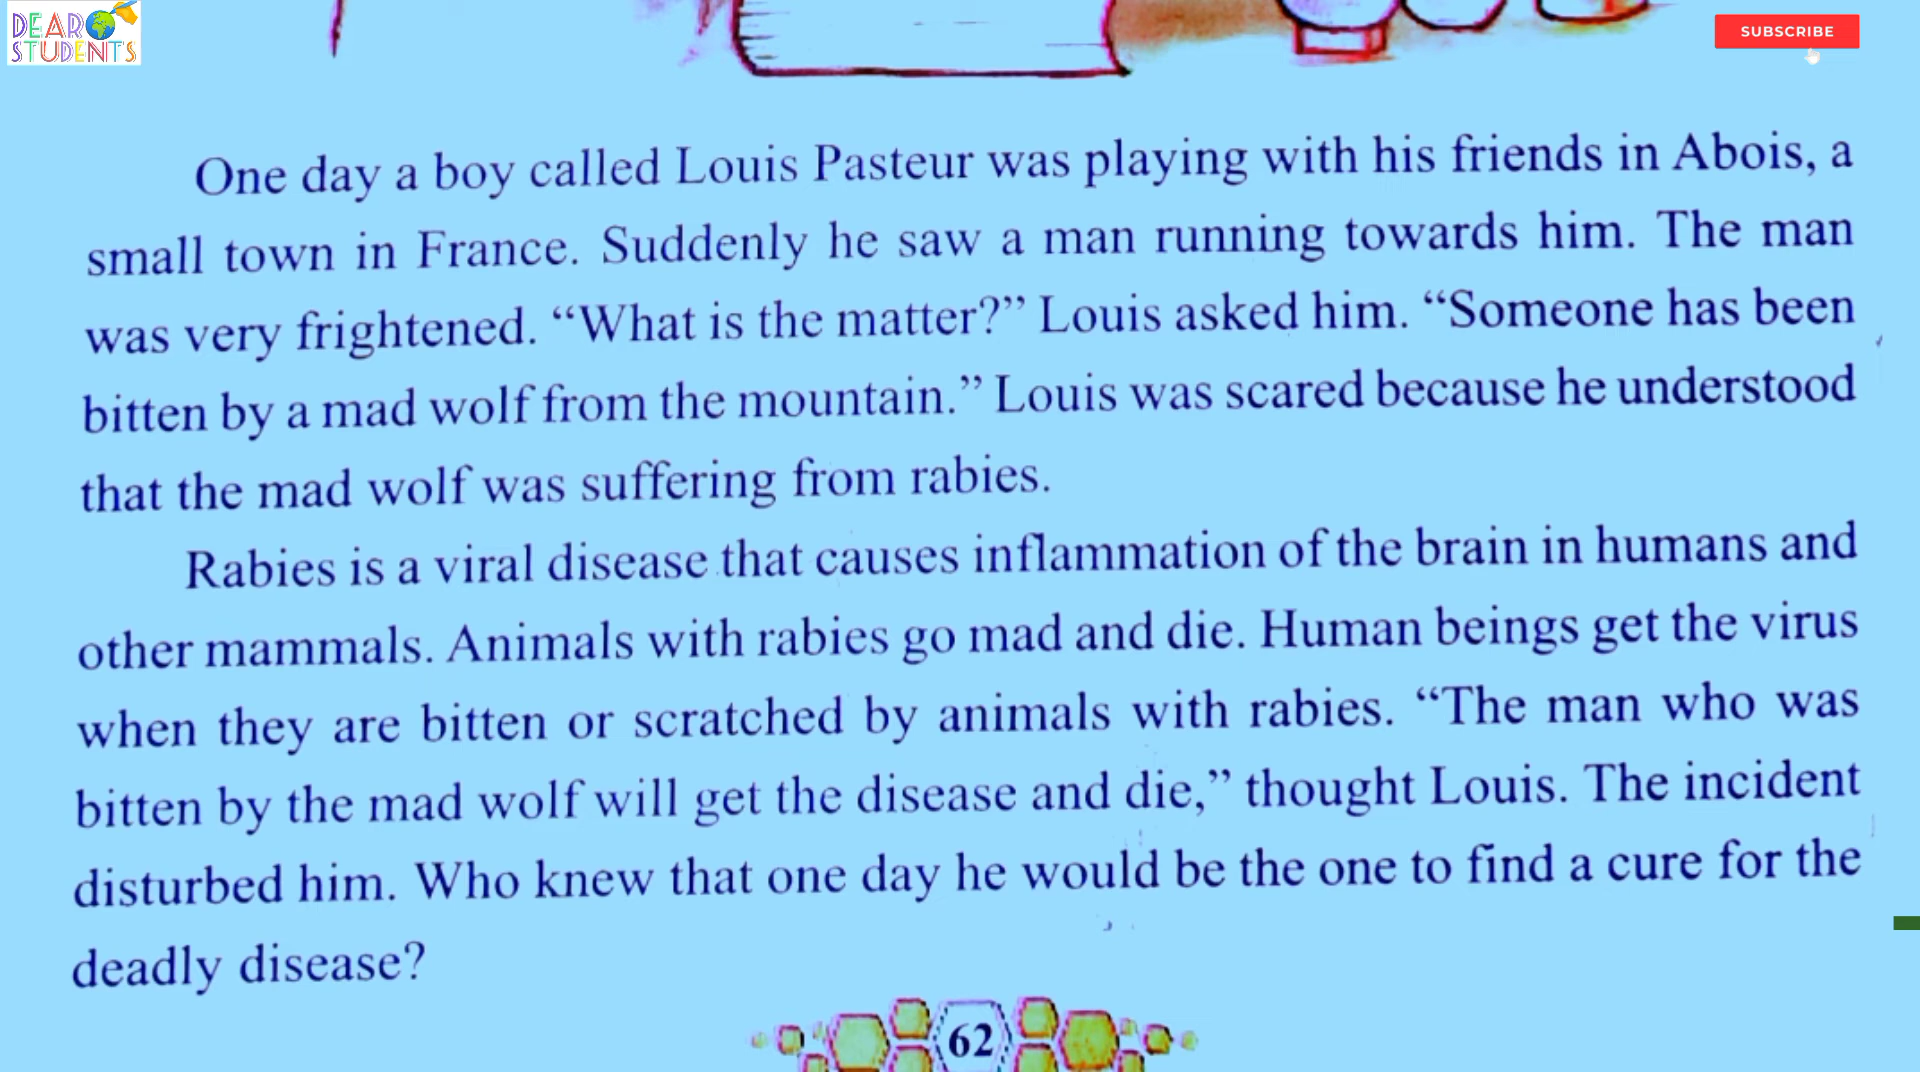 DEAR
STUDENTS
SUBSCRIBE
One day a boy called Louis Pasteur was playing with his friends in Abois, a
small town in France. Suddenly he saw a man running towards him. The man
was very frightened. “What is the matter?” Louis asked him. “Someone has been
bitten by a mad wolf from the mountain.” Louis was scared because he understood
that the mad wolf was suffering from rabies.
Rabies is a viral disease that causes inflammation of the brain in humans and
other mammals. Animals with rabies go mad and die. Human beings get the virus
when they are bitten or scratched by animals with rabies. “The man who was
bitten by the mad wolf will get the disease and die,” thought Louis. The incident
disturbed him. Who knew that one day he would be the one to find a cure for the
deadly disease?
62